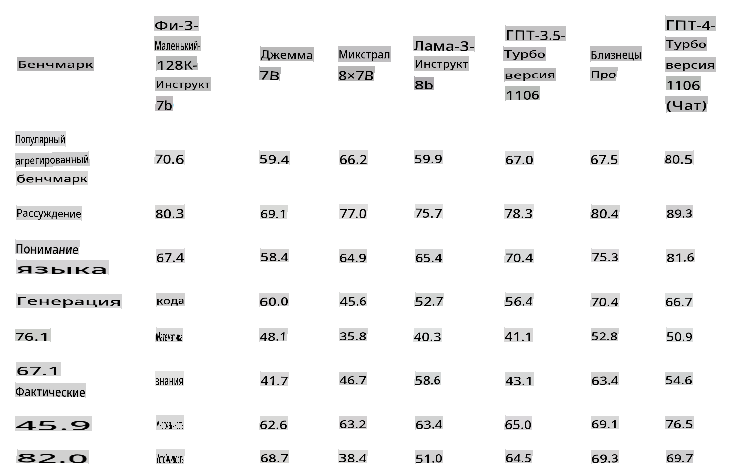 Бенчмарк Фи-3-Маленький-128К-Инструкт 7b Джемма 7В Микстрал 8×7В Лама-3-Инструкт 8b ГПТ-3.5-Турбо версия 1106 Близнецы Про ГПТ-4-Турбо версия 1106 (Чат)
Популярный агрегированный бенчмарк 70.6 59.4 66.2 59.9 67.0 67.5 80.5
Рассуждение 80.3 69.1 77.0 75.7 78.3 80.4 89.3
Понимание языка 67.4 58.4 64.9 65.4 70.4 75.3 81.6
Генерация кода 60.0 45.6 52.7 56.4 70.4 66.7
76.1 48.1 35.8 40.3 41.1 52.8 50.9
67.1 Фактические знания 41.7 46.7 58.6 43.1 63.4 54.6
45.9 62.6 63.2 63.4 65.0 69.1 76.5
82.0 68.7 38.4 51.0 64.5 69.3 69.7